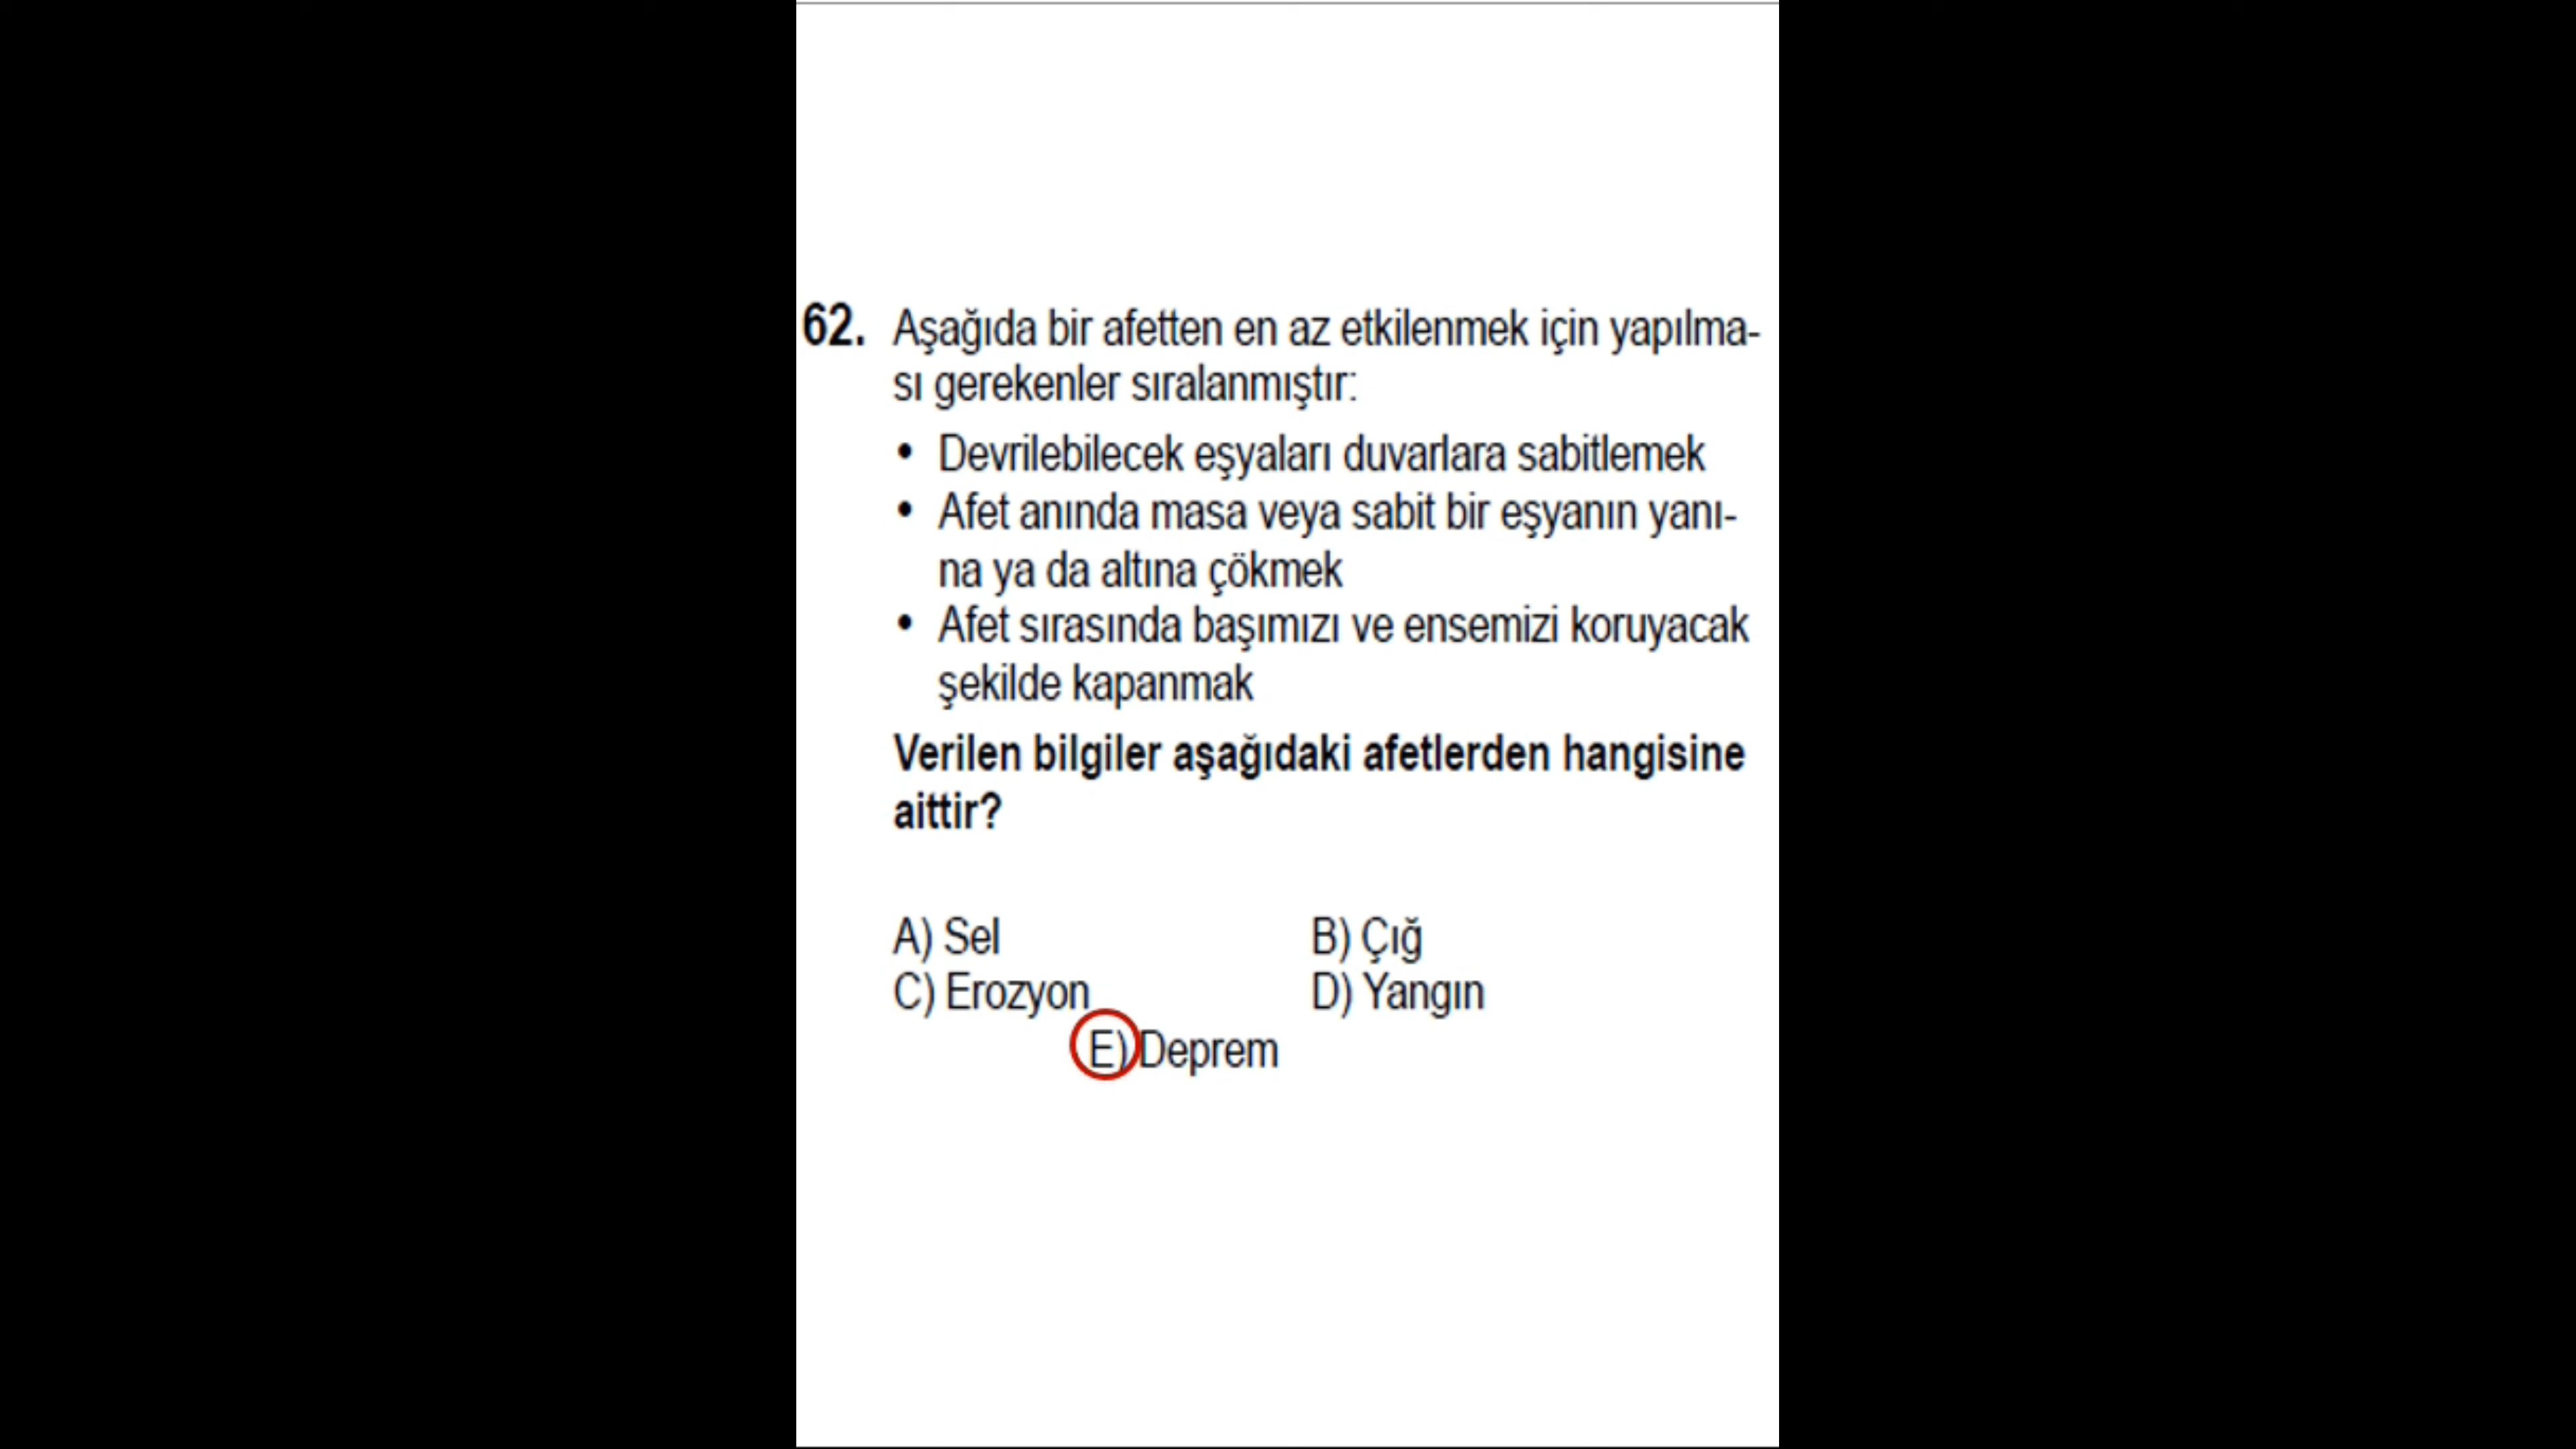 62. Aşağıda bir afetten en az etkilenmek için yapılma-
sı gerekenler sıralanmıştır:
• Devrilebilecek eşyaları duvarlara sabitlemek
• Afet anında masa veya sabit bir eşyanın yanı-
na ya da altına çökmek
• Afet sırasında başımızı ve ensemizi koruyacak
şekilde kapanmak
Verilen bilgiler aşağıdaki afetlerden hangisine
aittir?
A) Sel B) Çığ
C) Erozyon D) Yangın
E) Deprem